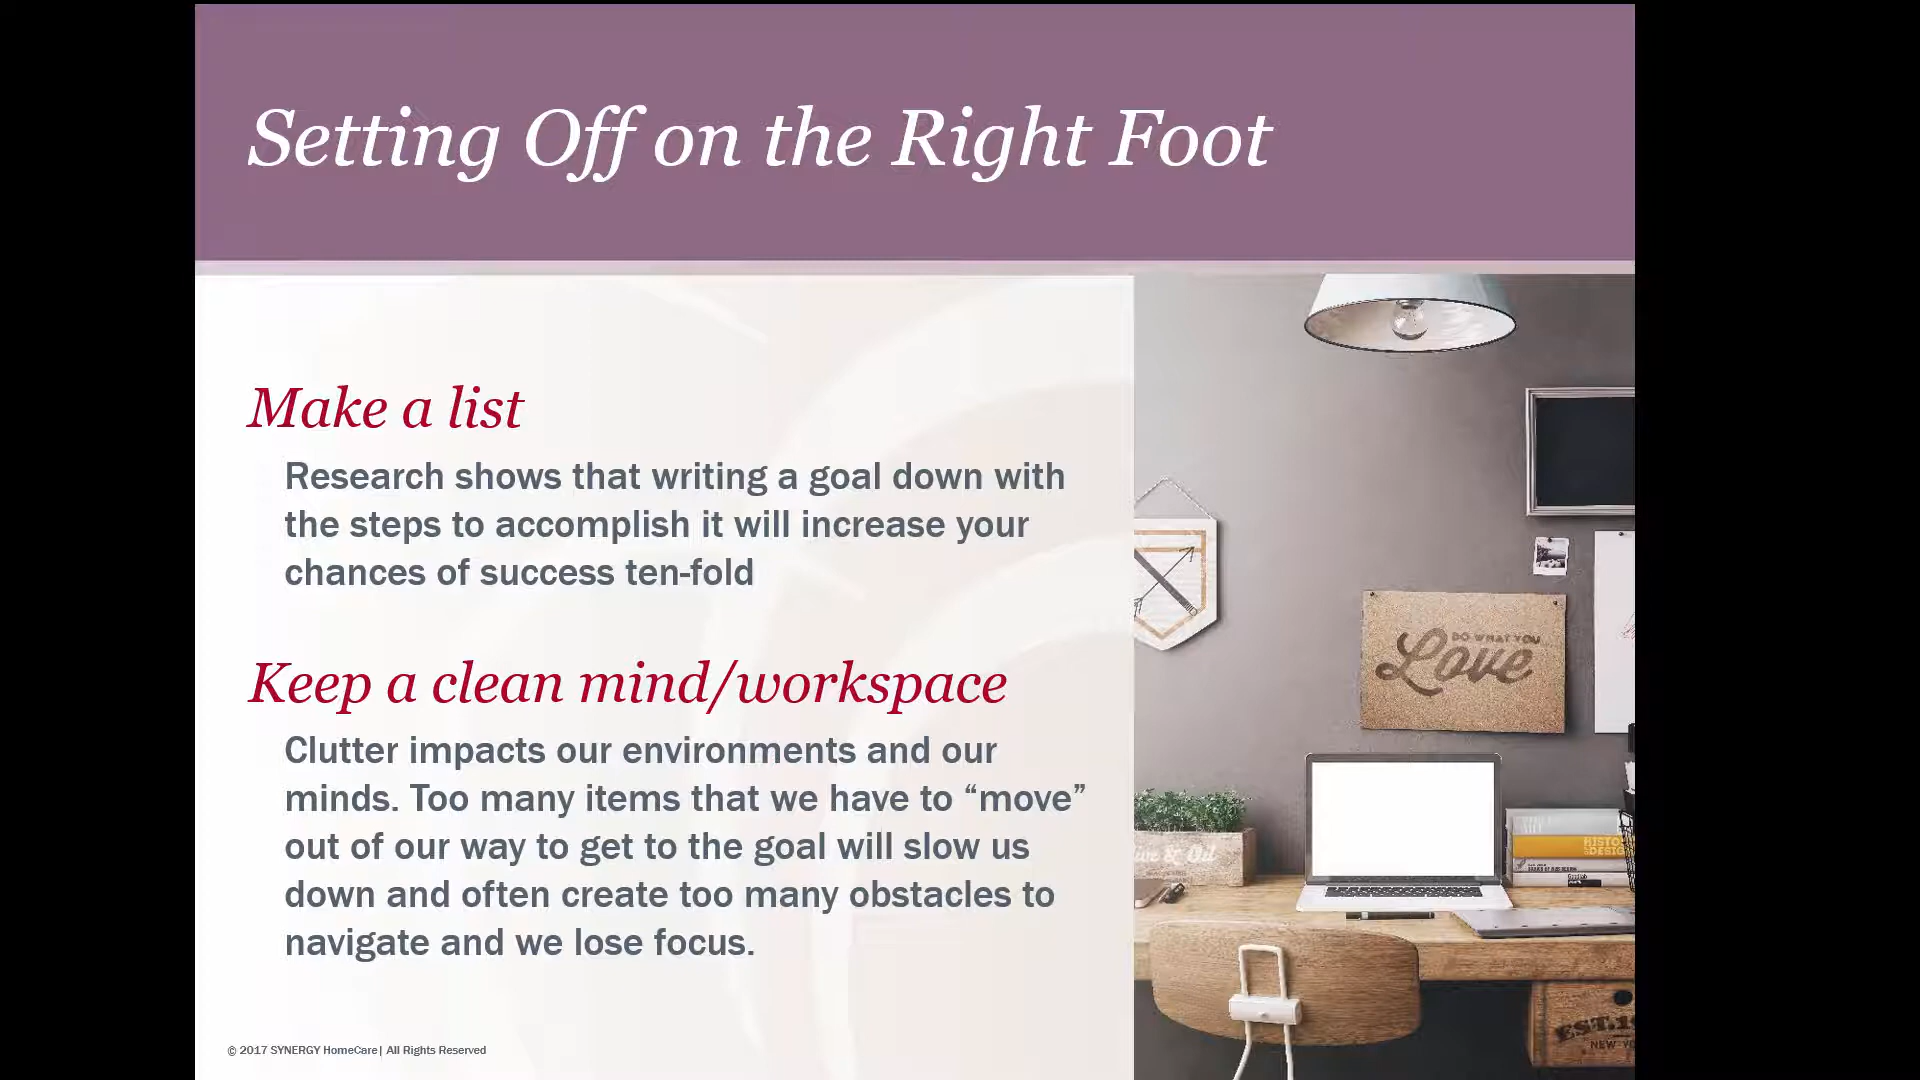 Setting Off on the Right Foot
Make a list
Research shows that writing a goal down with
the steps to accomplish it will increase your
chances of success ten-fold
Keep a clean mind/workspace
Clutter impacts our environments and our
minds. Too many items that we have to “move”
out of our way to get to the goal will slow us
down and often create too many obstacles to
navigate and we lose focus.
© 2017 SYNERGY HomeCare| All Rights Reserved
DO WHAT YOU
Love
& Oil
EST.
NEW